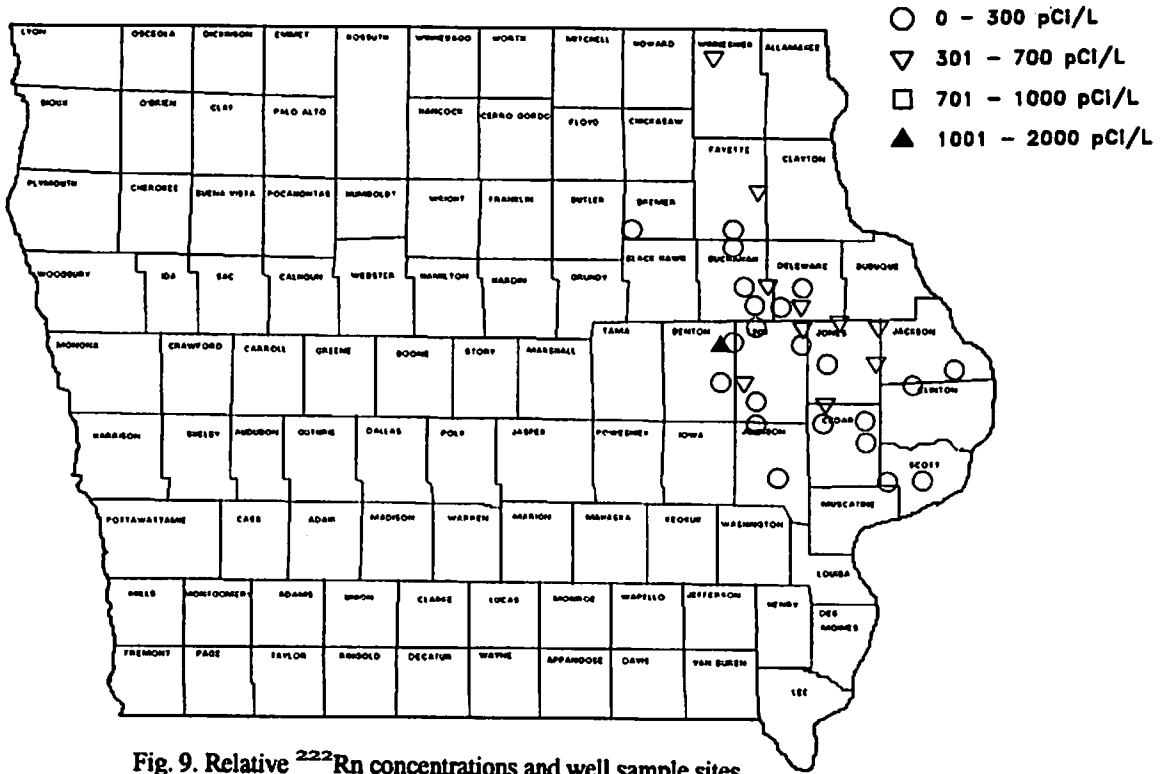 ○ 0 - 300 pCi/L
▽ 301 - 700 pCi/L
□ 701 - 1000 pCi/L
▲ 1001 - 2000 pCi/L
LYON OSCEOLA DICKINSON EMMET KOSSUTH WINNEBAGO WORTH MITCHELL HOWARD WINNESHIEK ALLAMAKEE
SIOUX O'BRIEN CLAY PALO ALTO HANCOCK CERRO GORDO FLOYD CHICKASAW
FAYETTE CLAYTON
PLYMOUTH CHEROKEE BUENA VISTA POCAHONTAS HUMBOLDT WRIGHT FRANKLIN BUTLER BREMER
WOODBURY IDA SAC CALHOUN WEBSTER HAMILTON HARDIN GRUNDY BLACK HAWK BUCHANAN DELEWARE DUBUQUE
MONONA CRAWFORD CARROLL GREENE BOONE STORY MARSHALL TAMA BENTON JONES JACKSON
CLINTON
HARRISON SHELBY AUDUBON GUTHRIE DALLAS POLK JASPER POWESHIEK IOWA JOHNSON CEDAR
SCOTT
MUSCATINE
POTTAWATTAMIE CASS ADAIR MADISON WARREN MARION MAHASKA KEOKUK WASHINGTON
LOUISA
MILLS MONTGOMERY ADAMS UNION CLARKE LUCAS MONROE WAPELLO JEFFERSON HENRY
DES
MOINES
FREMONT PAGE TAYLOR RINGOLD DECATUR WAYNE APPANOOSE DAVIS VAN BUREN
LEE
Fig. 9. Relative ²²²Rn concentrations and well sample sites